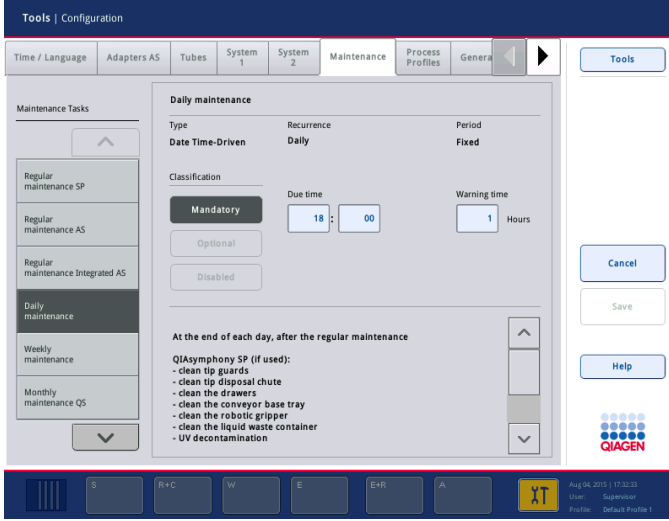 Tools | Configuration
Time / Language
Adapters AS
Tubes
System
1
System
2
Maintenance
Process
Profiles
Genera
Tools
Maintenance Tasks
Regular
maintenance SP
Regular
maintenance AS
Regular
maintenance Integrated AS
Daily
maintenance
Weekly
maintenance
Monthly
maintenance QS
Daily maintenance
Type
Recurrence
Period
Date Time-Driven
Daily
Fixed
Classification
Mandatory
Optional
Disabled
Due time
18 : 00
Warning time
1 Hours
At the end of each day, after the regular maintenance
QIAsymphony SP (if used):
- clean tip guards
- clean tip disposal chute
- clean the drawers
- clean the conveyor base tray
- clean the robotic gripper
- clean the liquid waste container
- UV decontamination
Cancel
Save
Help
QIAGEN
S
R+C
W
E
E+R
A
Aug 04, 2015 | 17:32:33
User: Supervisor
Profile: Default Profile 1